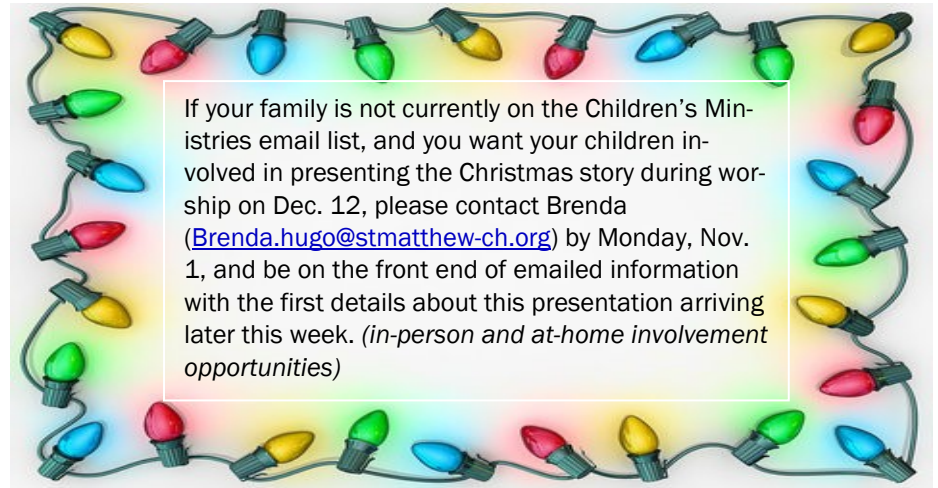 If your family is not currently on the Children’s Min-
istries email list, and you want your children in-
volved in presenting the Christmas story during wor-
ship on Dec. 12, please contact Brenda
(Brenda.hugo@stmatthew-ch.org) by Monday, Nov.
1, and be on the front end of emailed information
with the first details about this presentation arriving
later this week. (in-person and at-home involvement
opportunities)